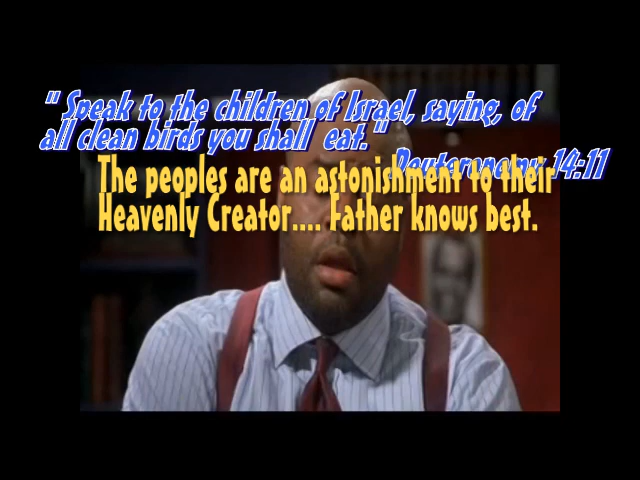 " Speak to the children of Israel, saying, of
all clean birds you shall eat."
Deuteronomy 14:11
The peoples are an astonishment to their
Heavenly Creator.... Father knows best.